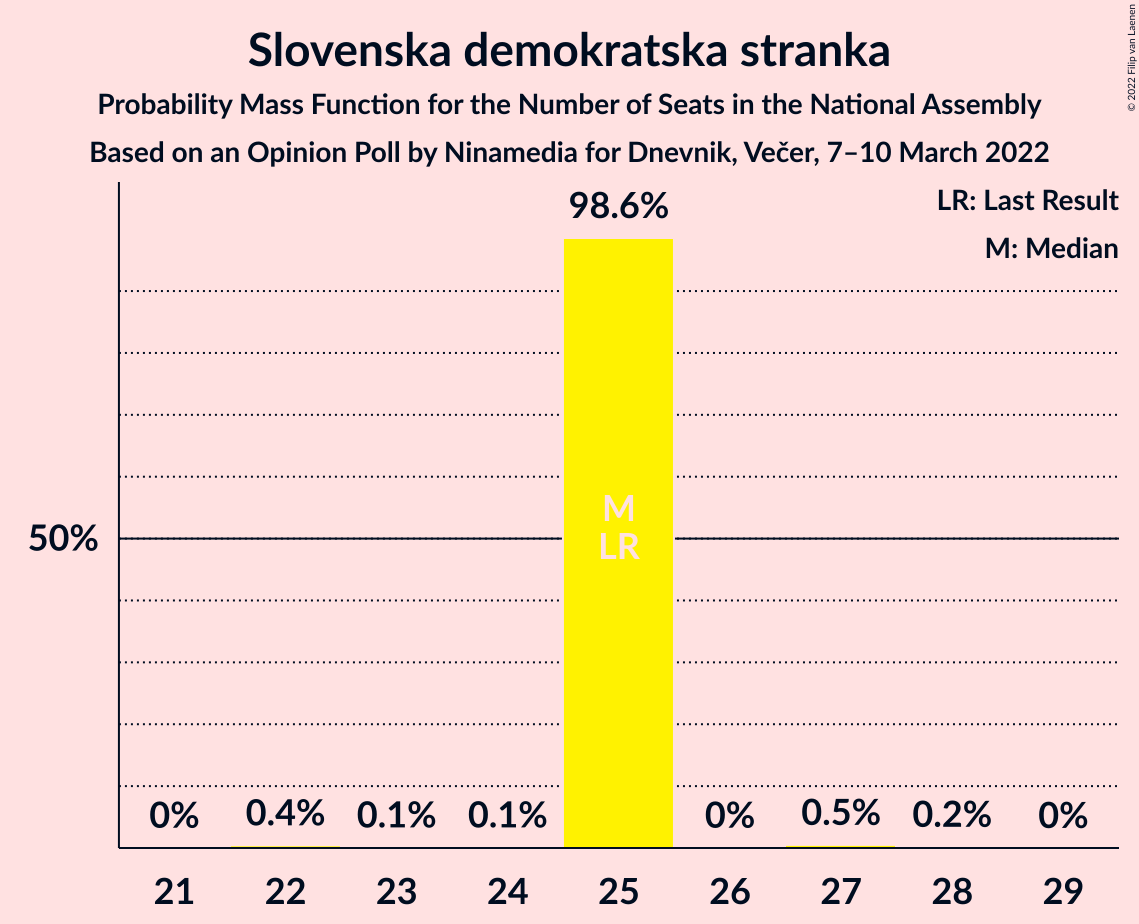 Slovenska demokratska stranka
Probability Mass Function for the Number of Seats in the National Assembly
Based on an Opinion Poll by Ninamedia for Dnevnik, Večer, 7–10 March 2022
© 2022 Filip van Laenen
LR: Last Result
M: Median
98.6%
M
LR
50%
0% 0.4% 0.1% 0.1% 0% 0.5% 0.2% 0%
21 22 23 24 25 26 27 28 29